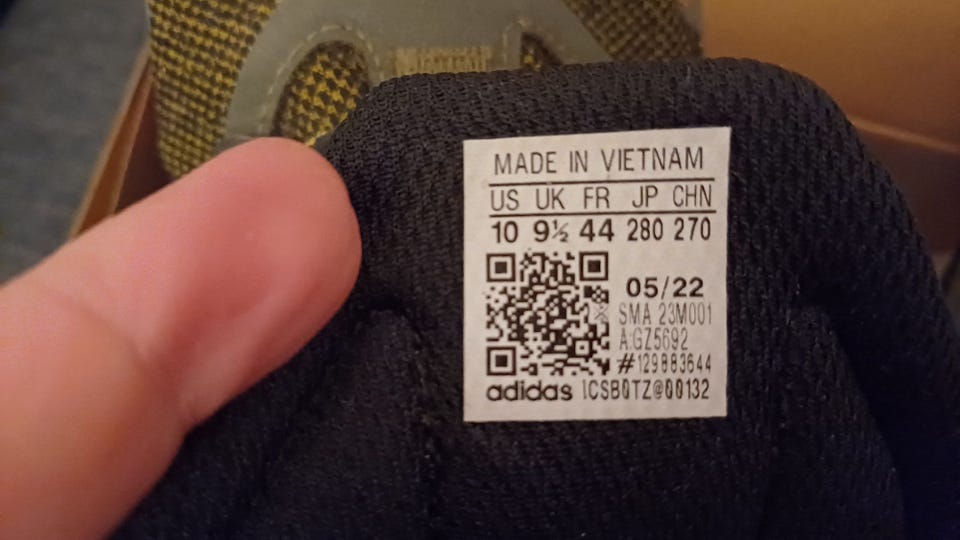 MADE IN VIETNAM
US UK FR JP CHN
10 9½ 44 280 270
05/22
SMA 23M001
A:GZ5692
#129883644
adidas ICSB0TZ@00132